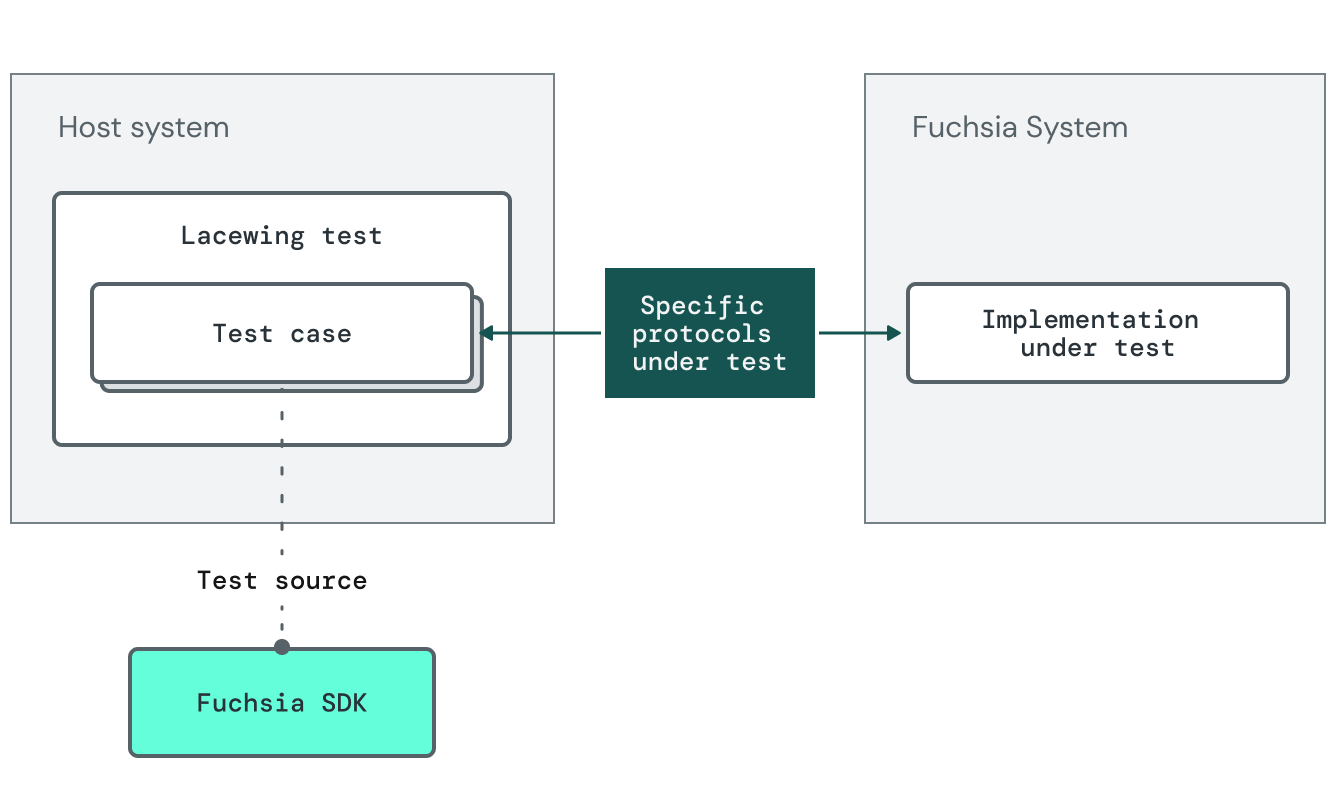 Host system
Fuchsia System
Lacewing test
Test case
Specific
protocols
under test
Implementation
under test
Test source
Fuchsia SDK